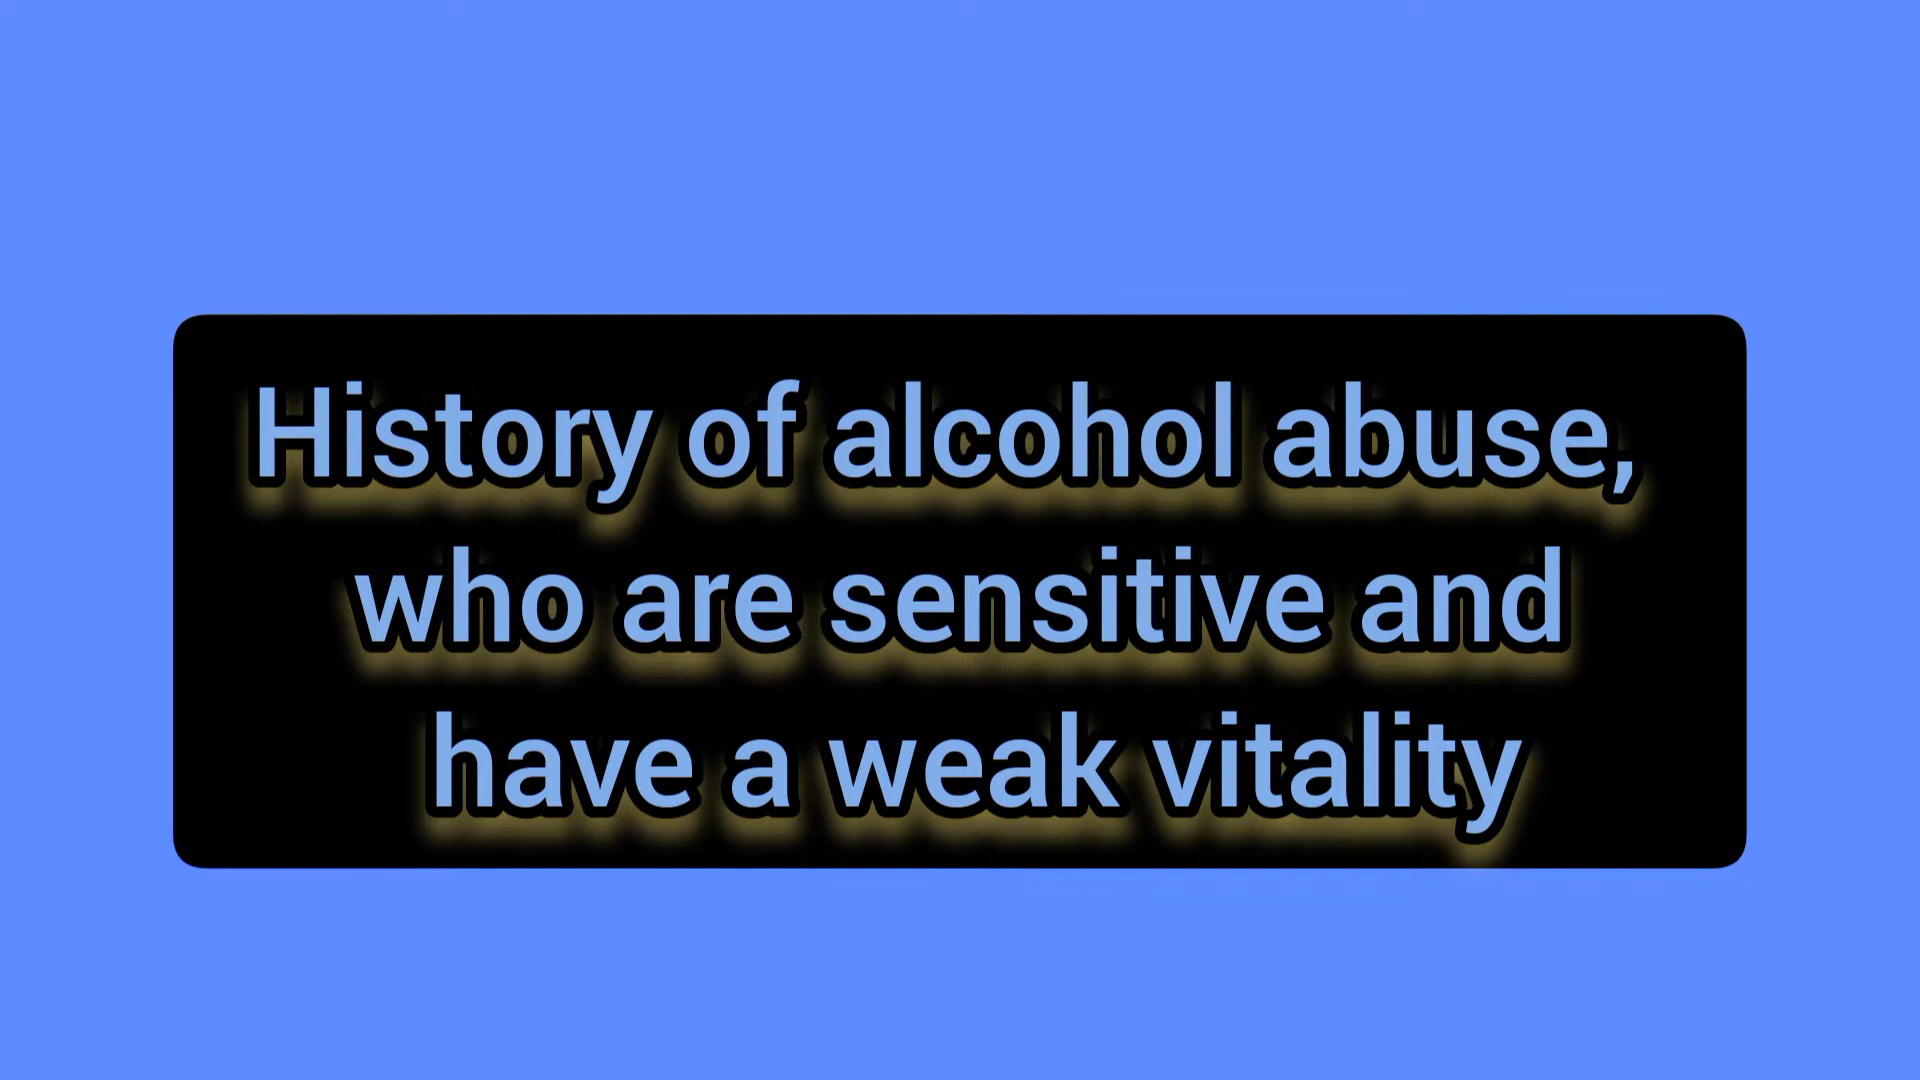 History of alcohol abuse,
who are sensitive and
have a weak vitality